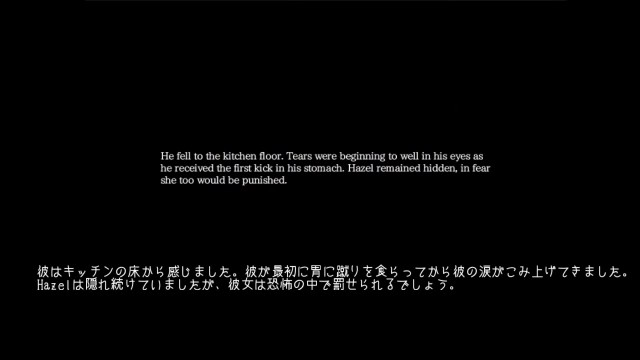 He fell to the kitchen floor. Tears were beginning to well in his eyes as
he received the first kick in his stomach. Hazel remained hidden, in fear
she too would be punished.
彼はキッチンの床から感じました。彼が最初に胃に蹴りを食らってから彼の涙がこみ上げてきました。
Hazelは隠れ続けていましたが、彼女は恐怖の中で罰せられるでしょう。